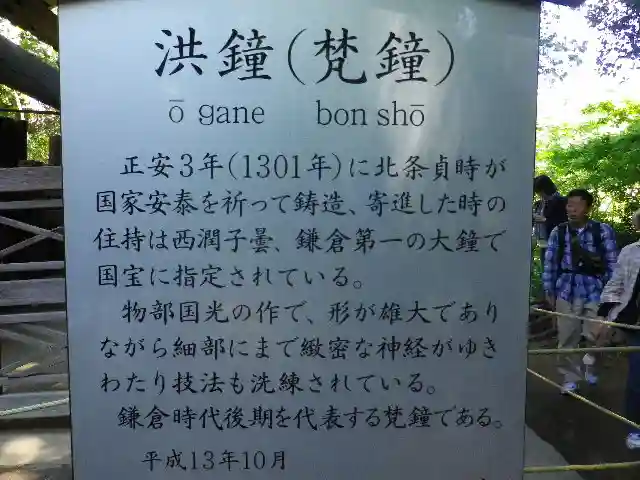 洪鐘(梵鐘)
ō gane bon shō
正安3年(1301年)に北条貞時が
国家安泰を祈って鋳造、寄進した時の
住持は西澗子曇、鎌倉第一の大鐘で
国宝に指定されている。
物部国光の作で、形が雄大であり
ながら細部にまで緻密な神経がゆき
わたり技法も洗練されている。
鎌倉時代後期を代表する梵鐘である。
平成13年10月